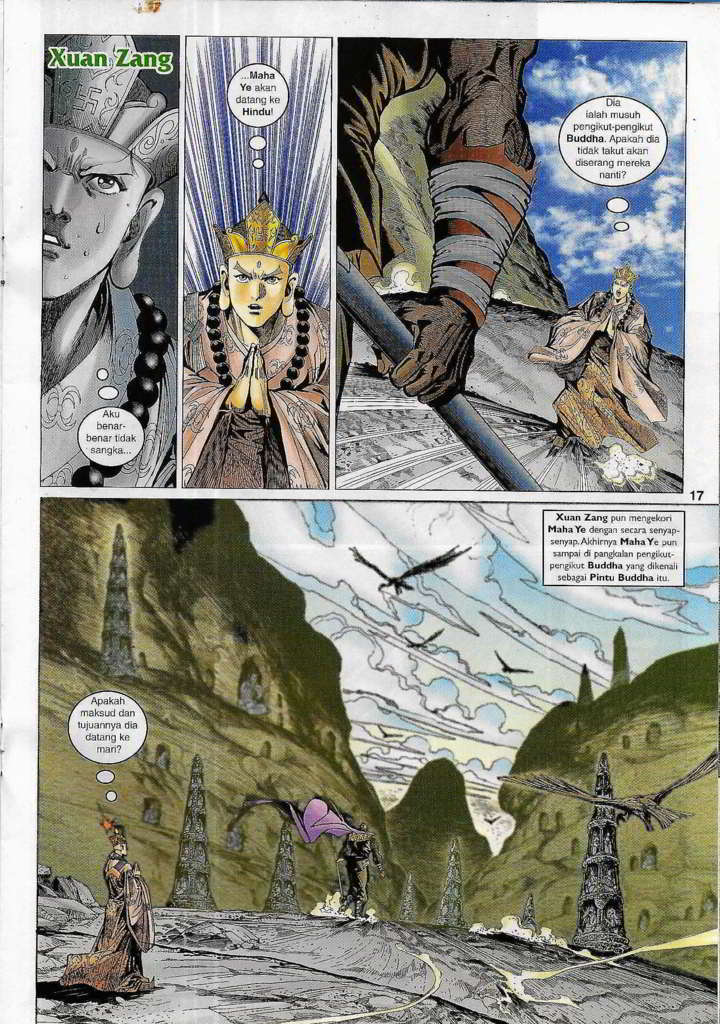 Xuan Zang
Aku
benar-
benar tidak
sangka...
...Maha
Ye akan
datang ke
Hindu!
Dia
ialah musuh
pengikut-pengikut
Buddha. Apakah dia
tidak takut akan
diserang mereka
nanti?
17
Xuan Zang pun mengekori
Maha Ye dengan secara senyap-
senyap. Akhirnya Maha Ye pun
sampai di pangkalan pengikut-
pengikut Buddha yang dikenali
sebagai Pintu Buddha itu.
Apakah
maksud dan
tujuannya dia
datang ke
mari?